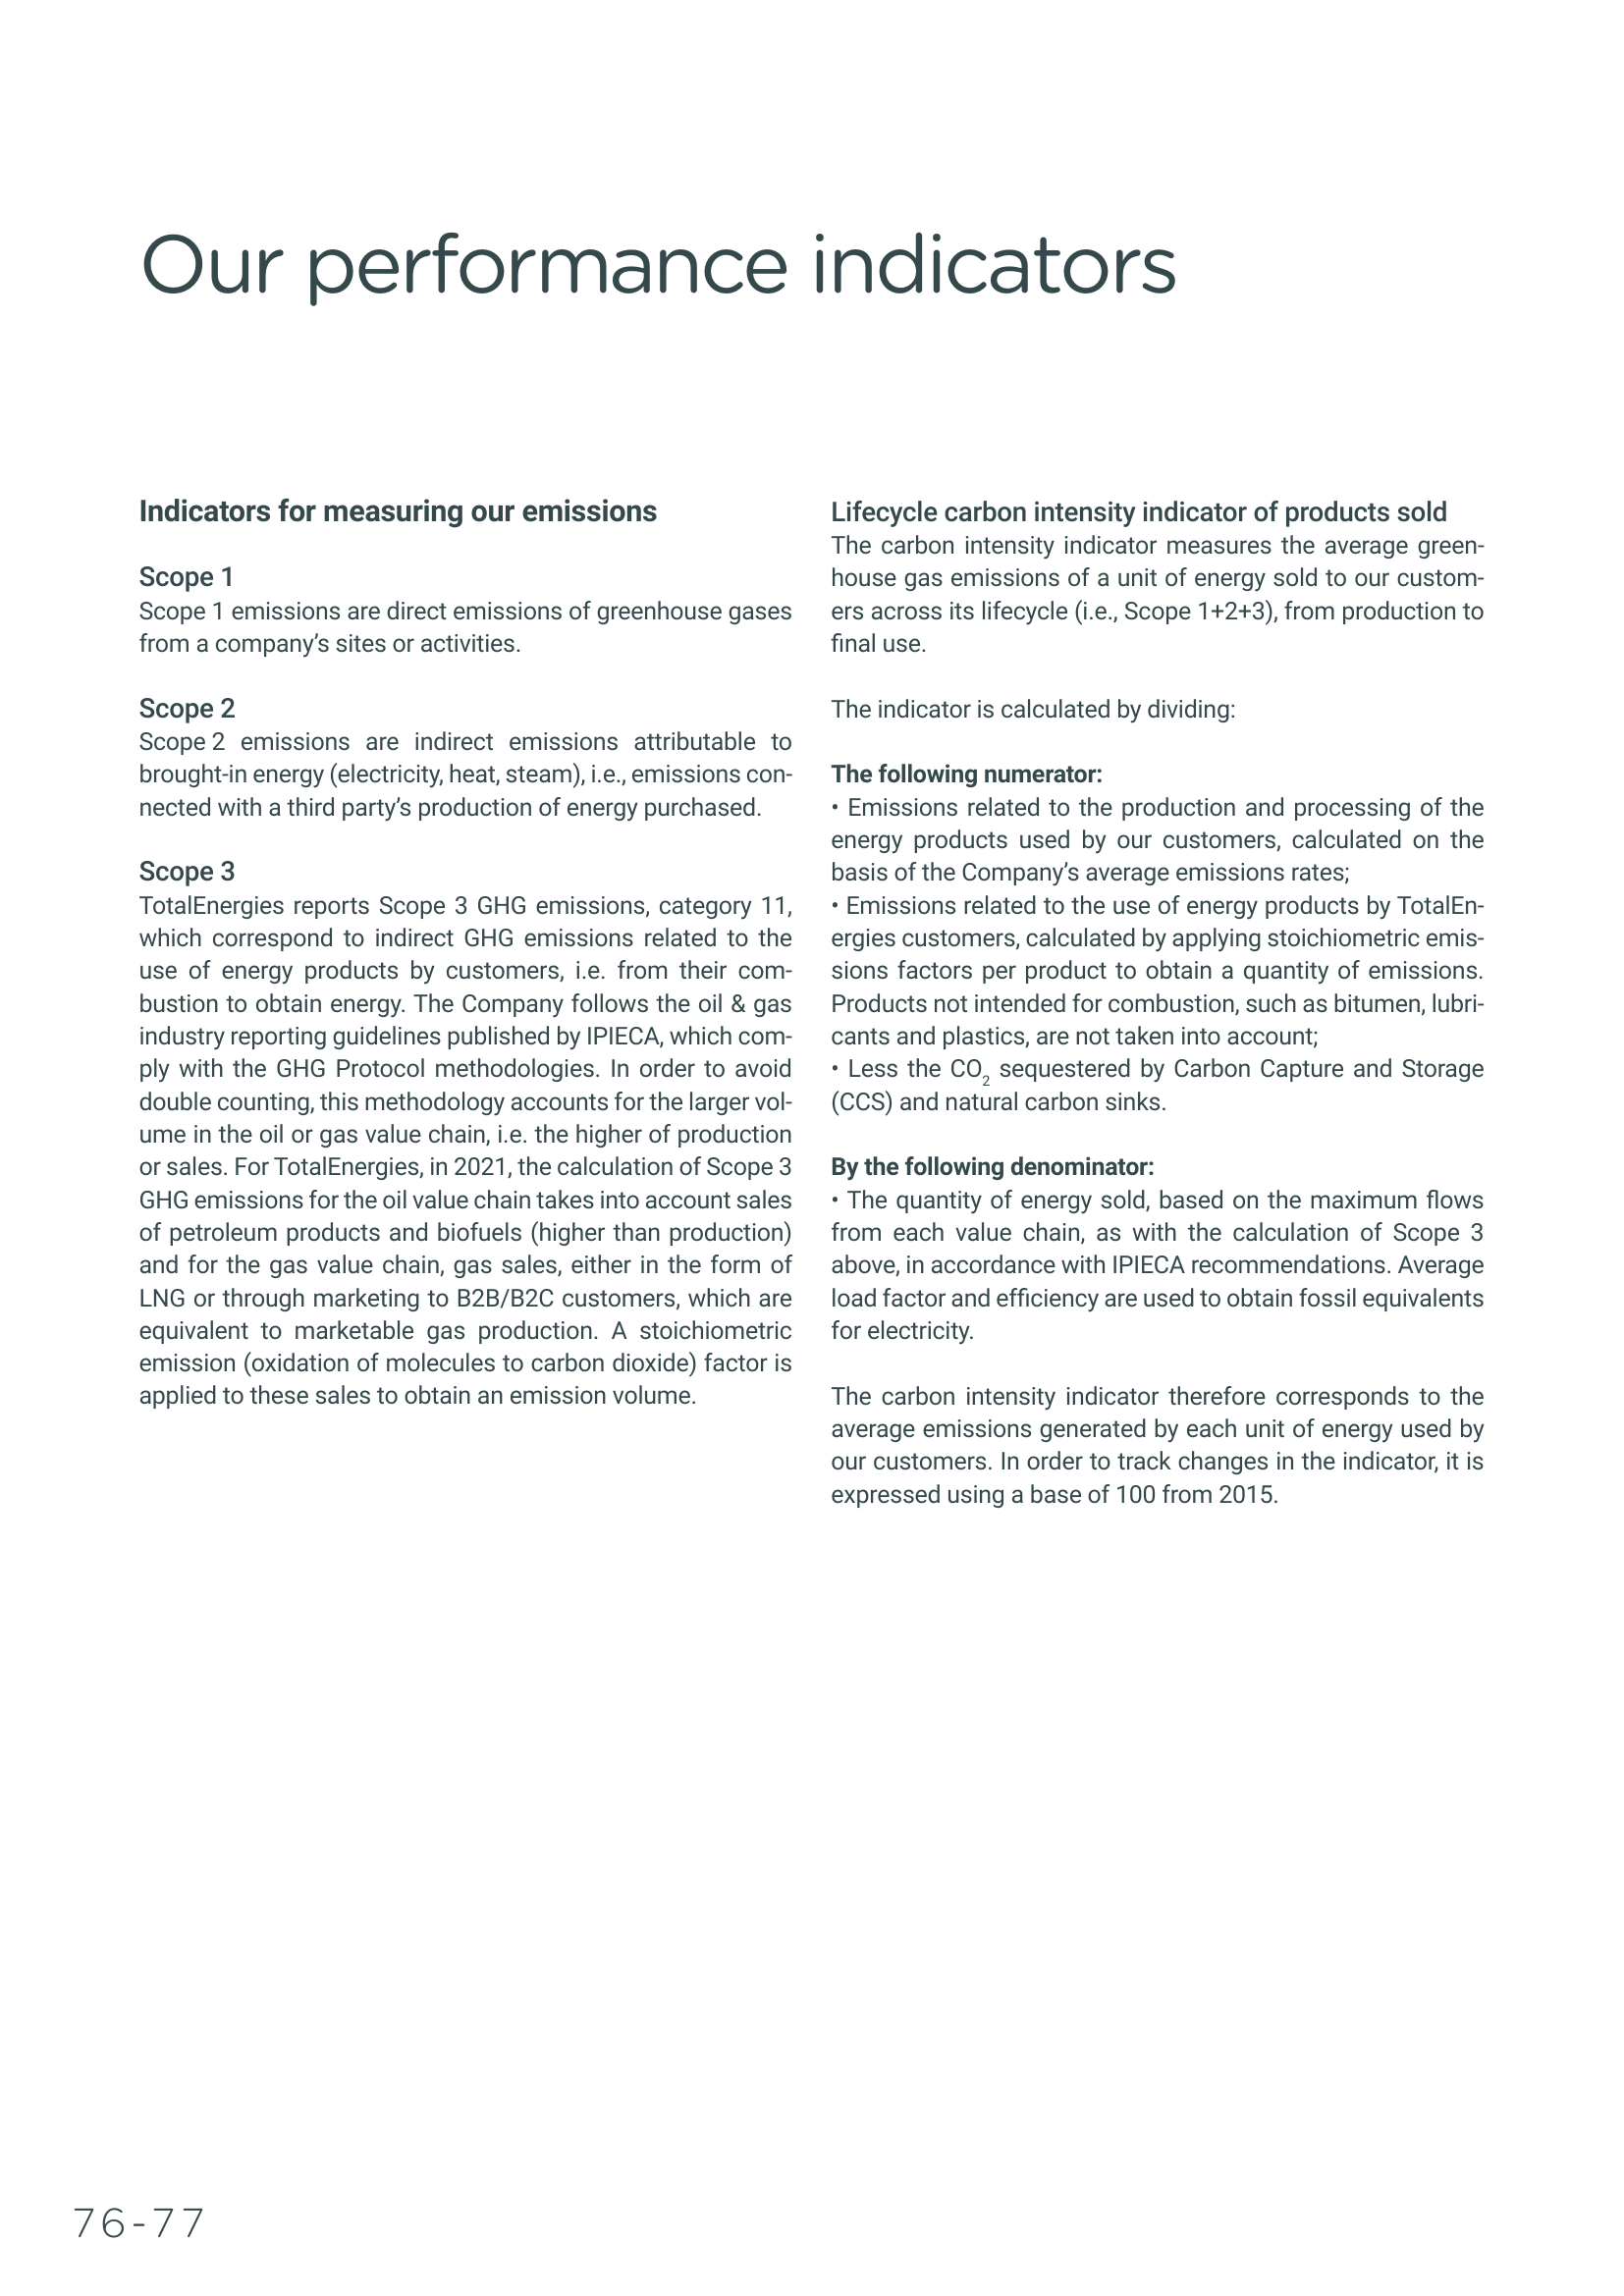 Our performance indicators
Indicators for measuring our emissions
Scope 1
Scope 1 emissions are direct emissions of greenhouse gases
from a company’s sites or activities.
Scope 2
Scope 2 emissions are indirect emissions attributable to
brought-in energy (electricity, heat, steam), i.e., emissions con-
nected with a third party’s production of energy purchased.
Scope 3
TotalEnergies reports Scope 3 GHG emissions, category 11,
which correspond to indirect GHG emissions related to the
use of energy products by customers, i.e. from their com-
bustion to obtain energy. The Company follows the oil & gas
industry reporting guidelines published by IPIECA, which com-
ply with the GHG Protocol methodologies. In order to avoid
double counting, this methodology accounts for the larger vol-
ume in the oil or gas value chain, i.e. the higher of production
or sales. For TotalEnergies, in 2021, the calculation of Scope 3
GHG emissions for the oil value chain takes into account sales
of petroleum products and biofuels (higher than production)
and for the gas value chain, gas sales, either in the form of
LNG or through marketing to B2B/B2C customers, which are
equivalent to marketable gas production. A stoichiometric
emission (oxidation of molecules to carbon dioxide) factor is
applied to these sales to obtain an emission volume.
Lifecycle carbon intensity indicator of products sold
The carbon intensity indicator measures the average green-
house gas emissions of a unit of energy sold to our custom-
ers across its lifecycle (i.e., Scope 1+2+3), from production to
final use.
The indicator is calculated by dividing:
The following numerator:
• Emissions related to the production and processing of the
energy products used by our customers, calculated on the
basis of the Company’s average emissions rates;
• Emissions related to the use of energy products by TotalEn-
ergies customers, calculated by applying stoichiometric emis-
sions factors per product to obtain a quantity of emissions.
Products not intended for combustion, such as bitumen, lubri-
cants and plastics, are not taken into account;
• Less the CO2 sequestered by Carbon Capture and Storage
(CCS) and natural carbon sinks.
By the following denominator:
• The quantity of energy sold, based on the maximum flows
from each value chain, as with the calculation of Scope 3
above, in accordance with IPIECA recommendations. Average
load factor and efficiency are used to obtain fossil equivalents
for electricity.
The carbon intensity indicator therefore corresponds to the
average emissions generated by each unit of energy used by
our customers. In order to track changes in the indicator, it is
expressed using a base of 100 from 2015.
76-77